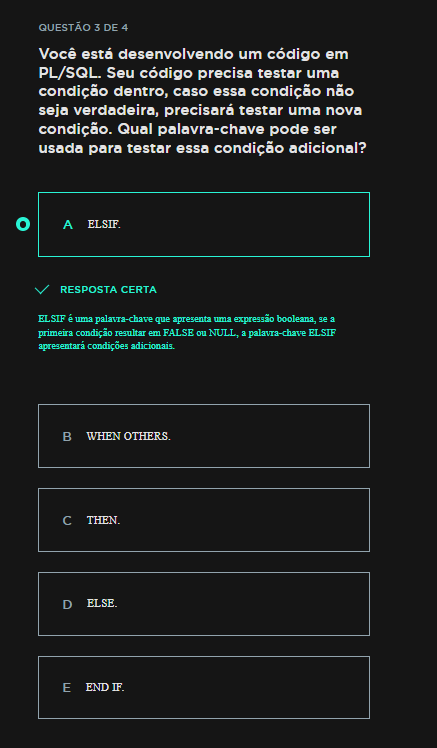 QUESTÃO 3 DE 4
Você está desenvolvendo um código em
PL/SQL. Seu código precisa testar uma
condição dentro, caso essa condição não
seja verdadeira, precisará testar uma nova
condição. Qual palavra-chave pode ser
usada para testar essa condição adicional?
A ELSIF.
RESPOSTA CERTA
ELSIF é uma palavra-chave que apresenta uma expressão booleana, se a
primeira condição resultar em FALSE ou NULL, a palavra-chave ELSIF
apresentará condições adicionais.
B WHEN OTHERS.
C THEN.
D ELSE.
E END IF.